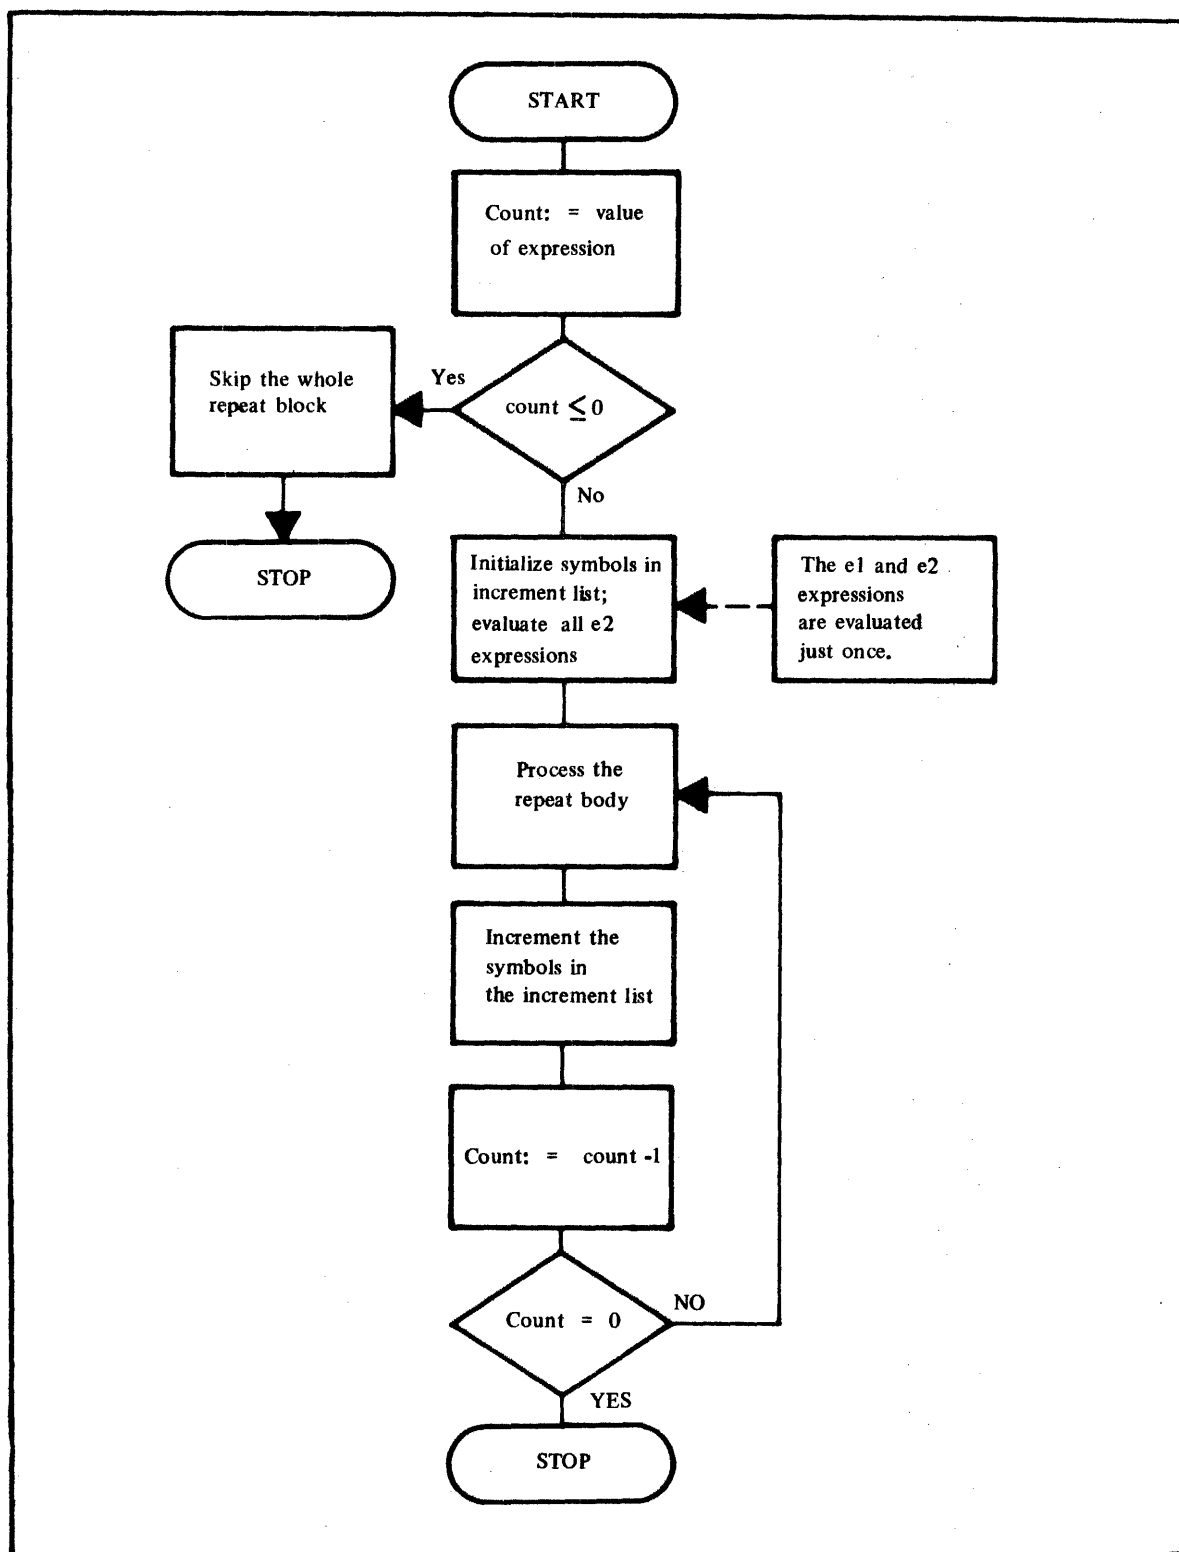 START
Count: = value
of expression
Yes
Skip the whole
repeat block
count ≤ 0
No
STOP
Initialize symbols in
increment list;
evaluate all e2
expressions
The e1 and e2
expressions
are evaluated
just once.
Process the
repeat body
Increment the
symbols in
the increment list
Count: = count -1
Count = 0
NO
YES
STOP